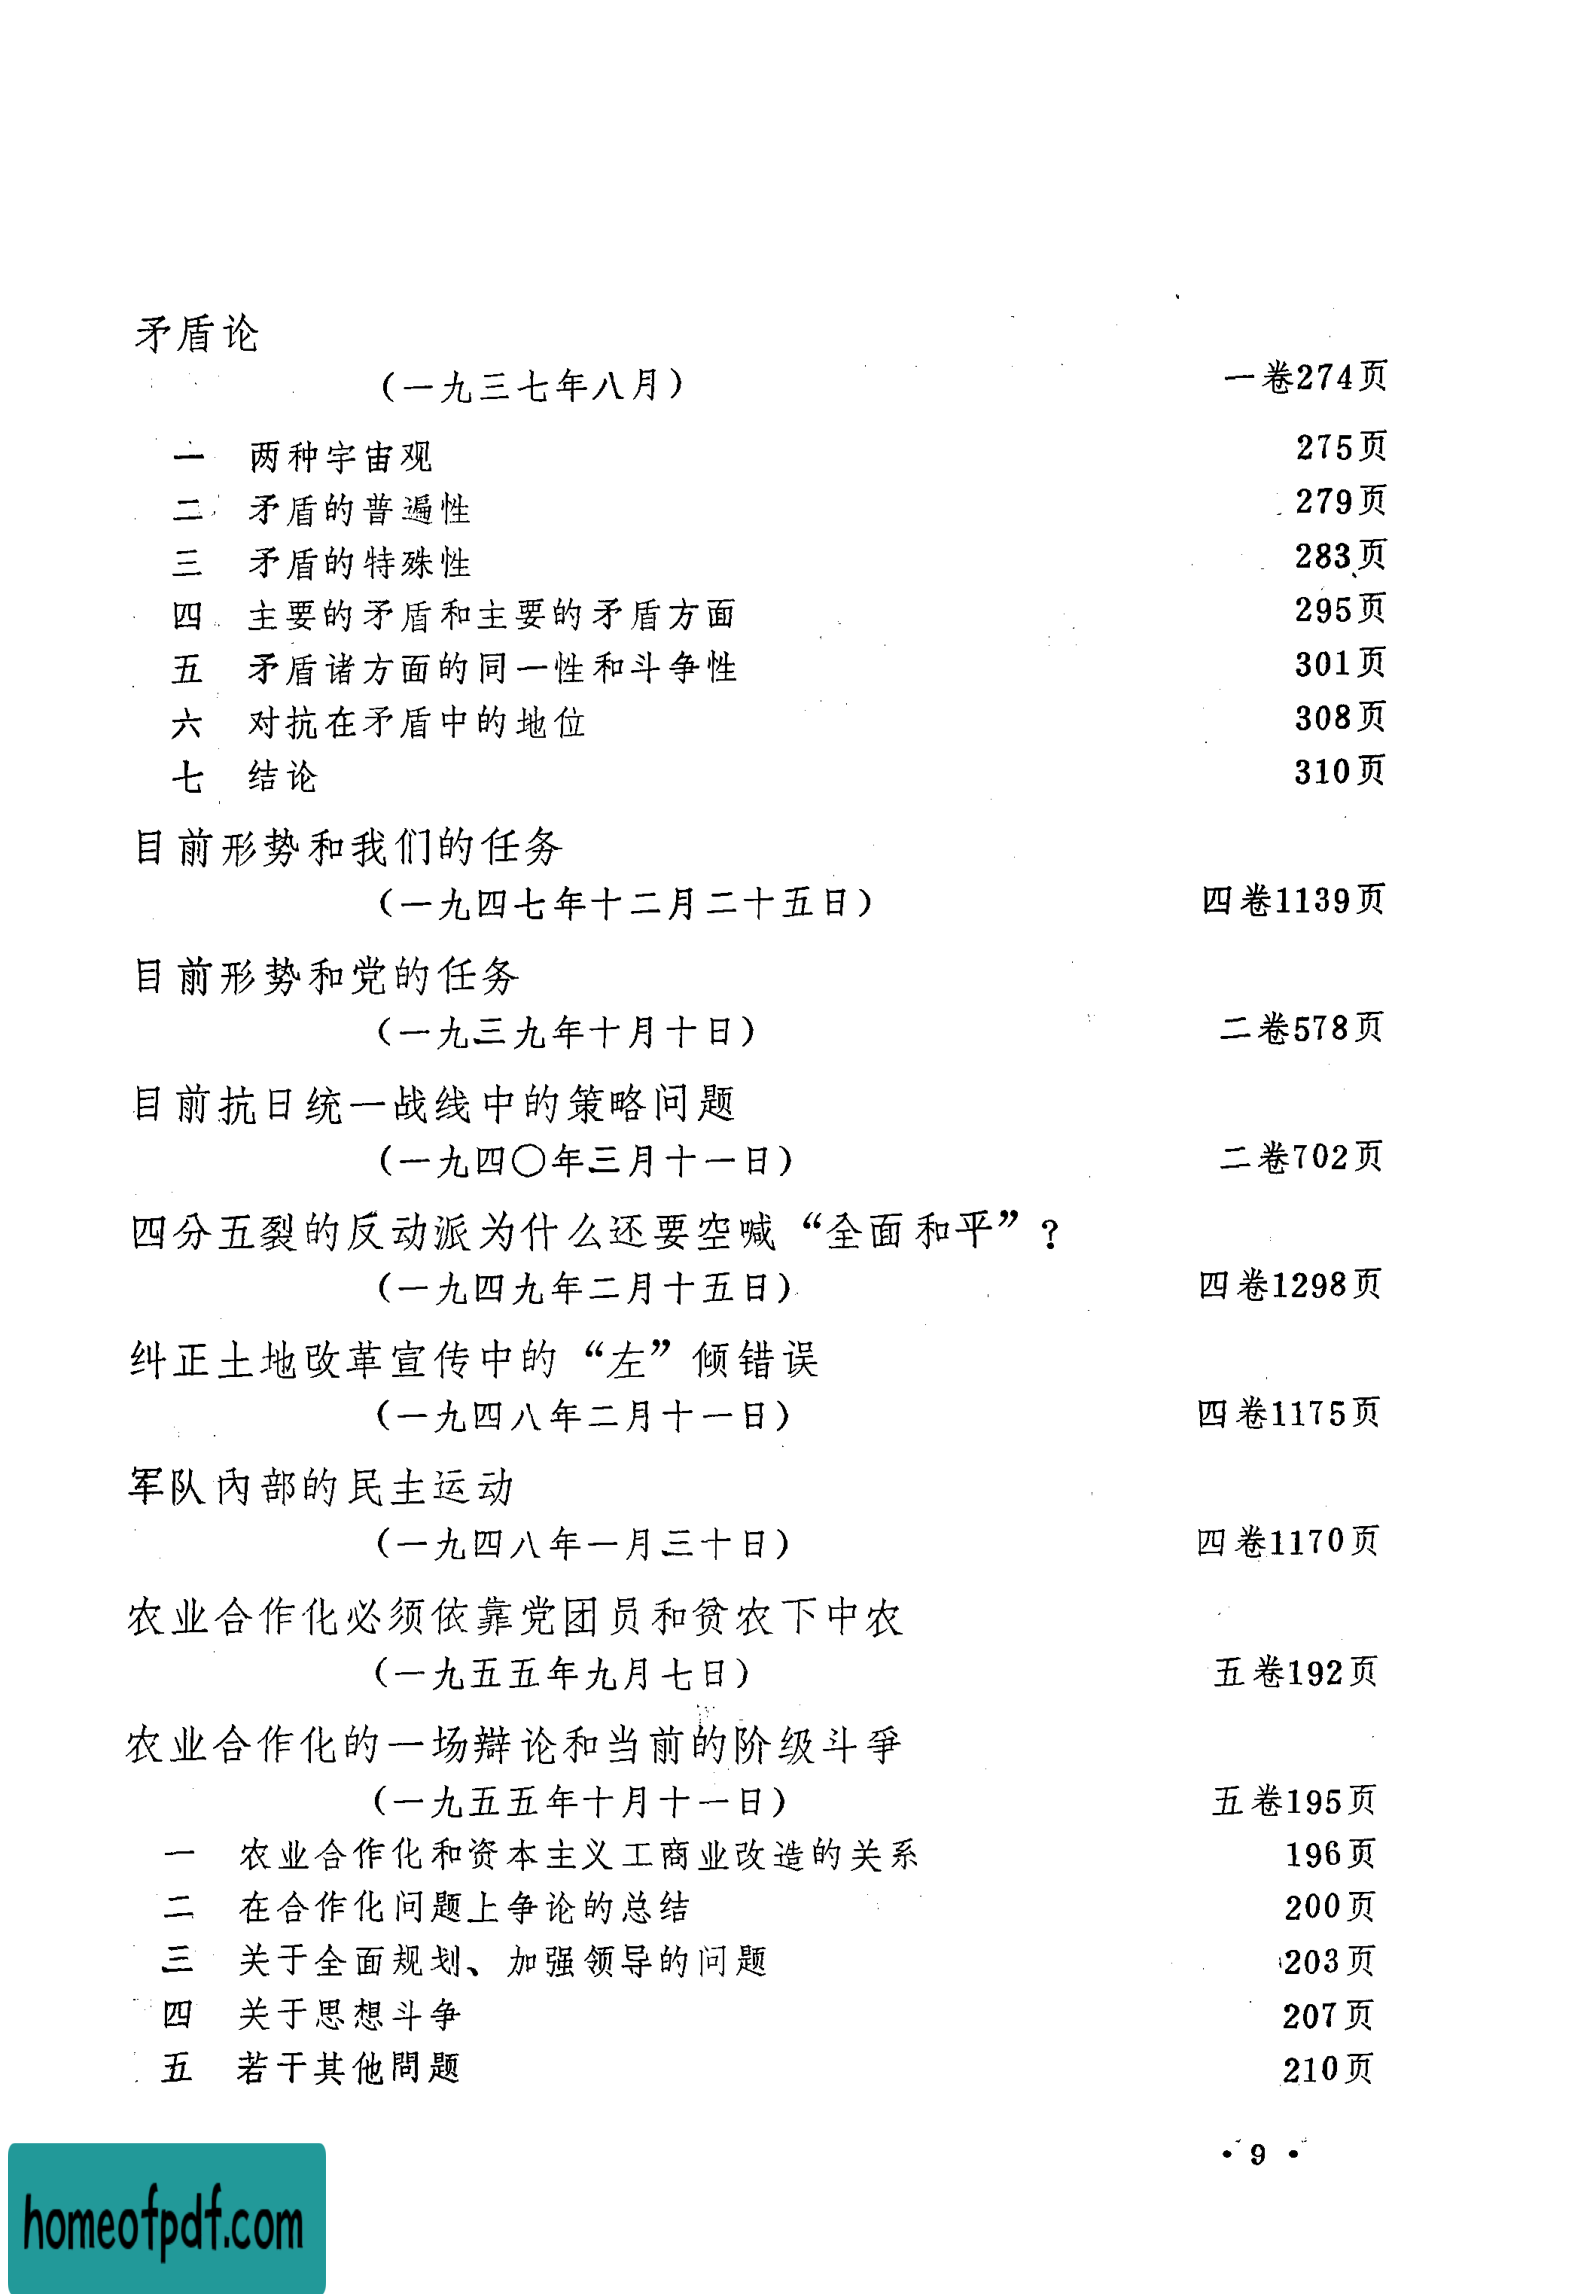 矛盾论
（一九三七年八月） 一卷274页
一 两种宇宙观 275页
二 矛盾的普遍性 279页
三 矛盾的特殊性 283页
四 主要的矛盾和主要的矛盾方面 295页
五 矛盾诸方面的同一性和斗争性 301页
六 对抗在矛盾中的地位 308页
七 结论 310页
目前形势和我们的任务
（一九四七年十二月二十五日） 四卷1139页
目前形势和党的任务
（一九三九年十月十日） 二卷578页
目前抗日统一战线中的策略问题
（一九四〇年三月十一日） 二卷702页
四分五裂的反动派为什么还要空喊“全面和平”？
（一九四九年二月十五日） 四卷1298页
纠正土地改革宣传中的“左”倾错误
（一九四八年二月十一日） 四卷1175页
军队內部的民主运动
（一九四八年一月三十日） 四卷1170页
农业合作化必须依靠党团员和贫农下中农
（一九五五年九月七日） 五卷192页
农业合作化的一场辩论和当前的阶级斗爭
（一九五五年十月十一日） 五卷195页
一 农业合作化和资本主义工商业改造的关系 196页
二 在合作化问题上争论的总结 200页
三 关于全面规划、加强领导的问题 203页
四 关于思想斗争 207页
五 若干其他問题 210页
• 9 •
homeofpdf.com